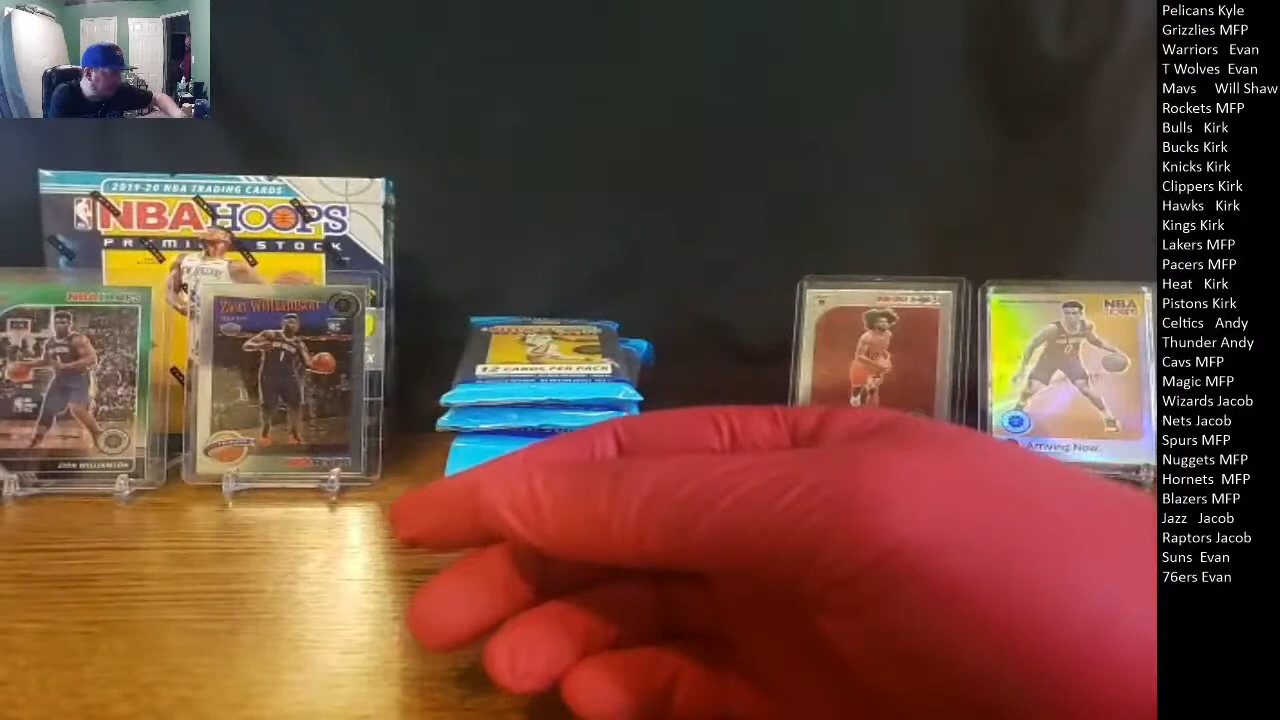 2019-20 NBA TRADING CARDS
NBA HOOPS
PREMIUM STOCK
NBA HOOPS
ZION WILLIAMSON
Zion Williamson
12 CARDS PER PACK
NBA
Arriving Now.
Pelicans Kyle
Grizzlies MFP
Warriors Evan
T Wolves Evan
Mavs Will Shaw
Rockets MFP
Bulls Kirk
Bucks Kirk
Knicks Kirk
Clippers Kirk
Hawks Kirk
Kings Kirk
Lakers MFP
Pacers MFP
Heat Kirk
Pistons Kirk
Celtics Andy
Thunder Andy
Cavs MFP
Magic MFP
Wizards Jacob
Nets Jacob
Spurs MFP
Nuggets MFP
Hornets MFP
Blazers MFP
Jazz Jacob
Raptors Jacob
Suns Evan
76ers Evan